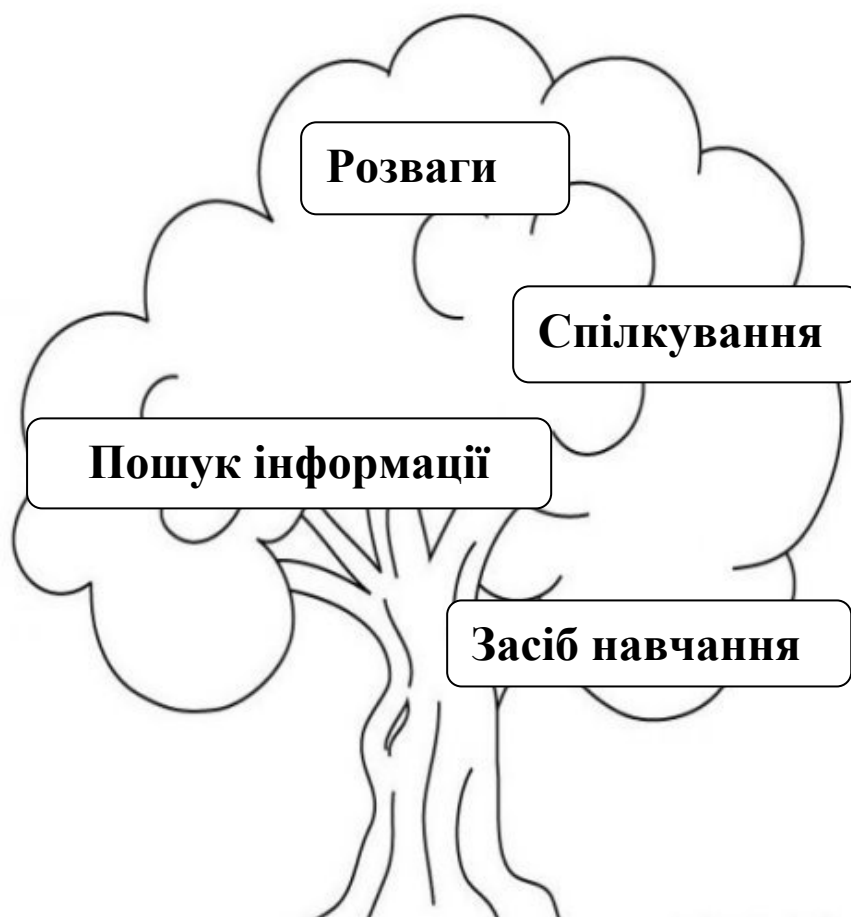 Розваги
Спілкування
Пошук інформації
Засіб навчання